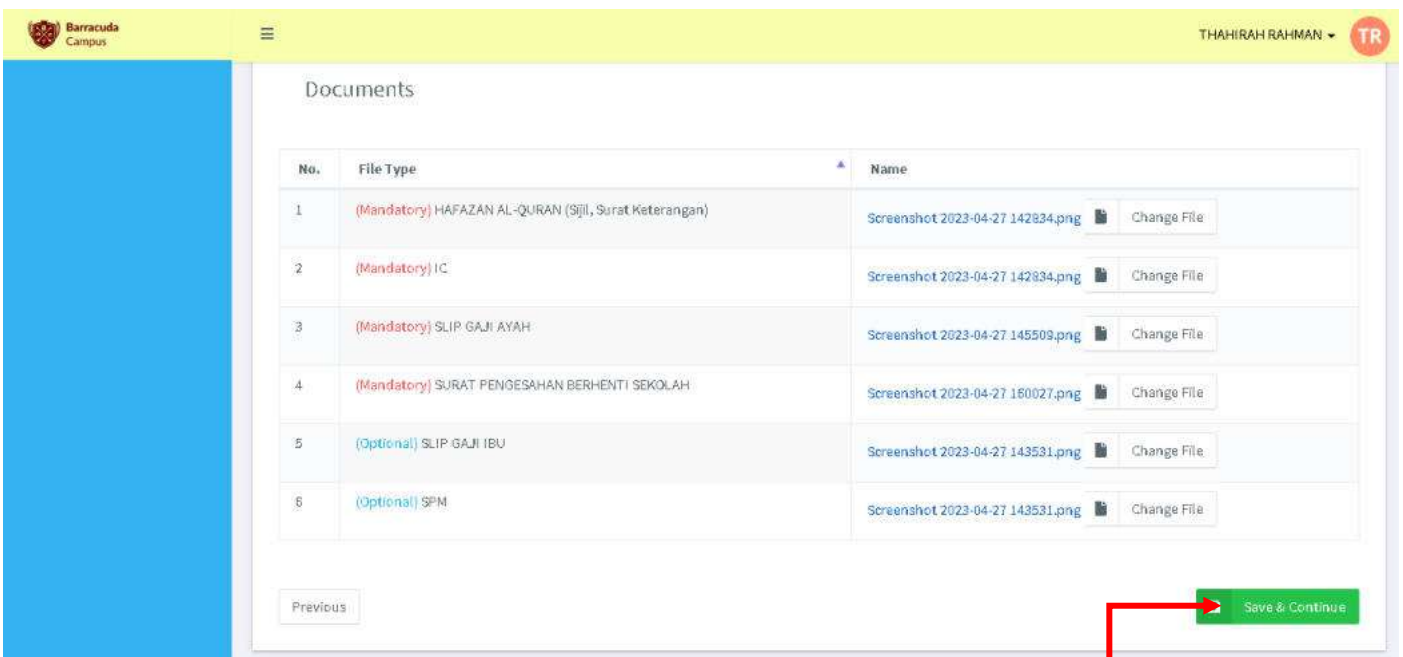 Barracuda
Campus
THAHIRAH RAHMAN
TR
Documents
No. File Type Name
1 (Mandatory) HAFAZAN AL-QURAN (Sijil, Surat Keterangan) Screenshot 2023-04-27 142834.png Change File
2 (Mandatory) IC Screenshot 2023-04-27 142834.png Change File
3 (Mandatory) SLIP GAJI AYAH Screenshot 2023-04-27 145509.png Change File
4 (Mandatory) SURAT PENGESAHAN BERHENTI SEKOLAH Screenshot 2023-04-27 160027.png Change File
5 (Optional) SLIP GAJI IBU Screenshot 2023-04-27 143531.png Change File
6 (Optional) SPM Screenshot 2023-04-27 143531.png Change File
Previous Save & Continue